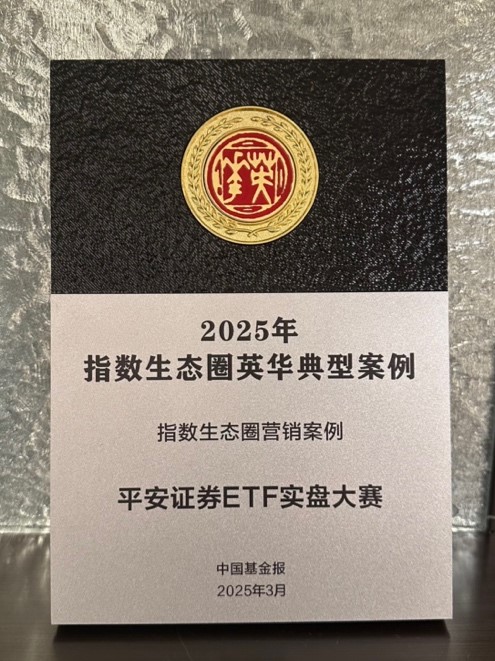 英华
2025年
指数生态圈英华典型案例
指数生态圈营销案例
平安证券ETF实盘大赛
中国基金报
2025年3月